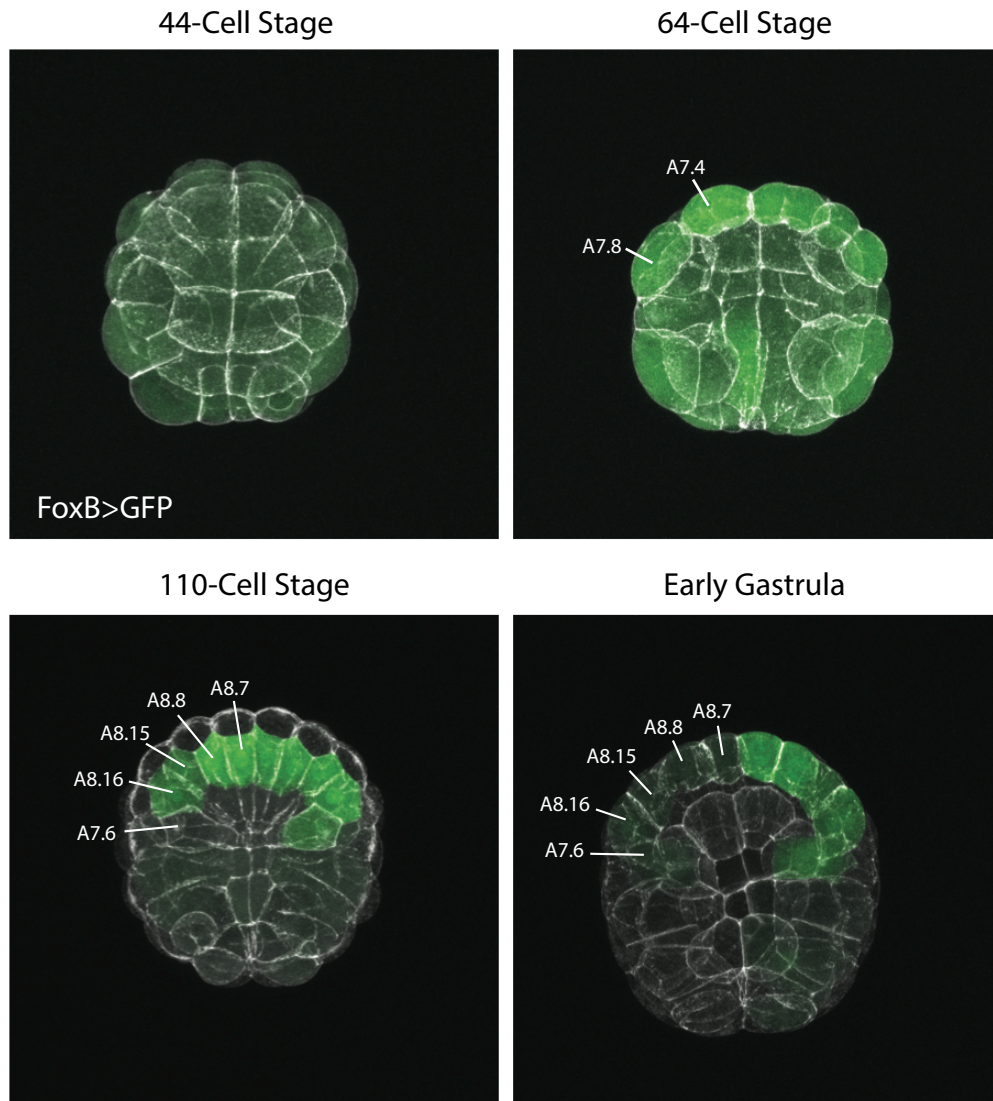 44-Cell Stage
64-Cell Stage
A7.4
A7.8
FoxB>GFP
110-Cell Stage
Early Gastrula
A8.7
A8.8
A8.15
A8.16
A7.6
A8.7
A8.8
A8.15
A8.16
A7.6